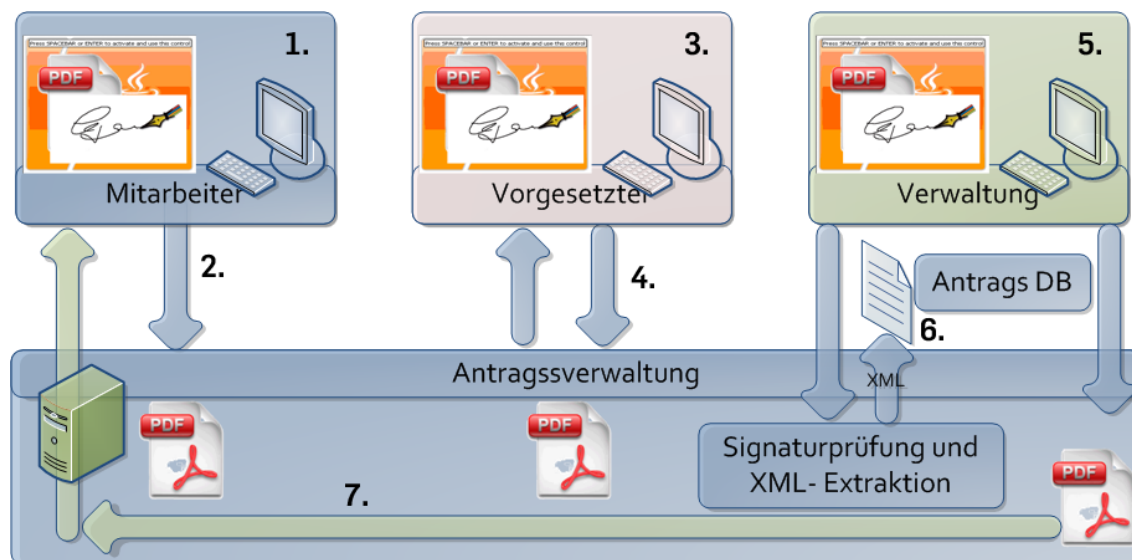 1.
Press SPACEBAR or ENTER to activate and use this control
PDF
Mitarbeiter
3.
Press SPACEBAR or ENTER to activate and use this control
PDF
Vorgesetzter
5.
Press SPACEBAR or ENTER to activate and use this control
PDF
Verwaltung
2.
4.
Antrags DB
6.
Antragssverwaltung
XML
PDF
PDF
Signaturprüfung und
XML- Extraktion
PDF
7.